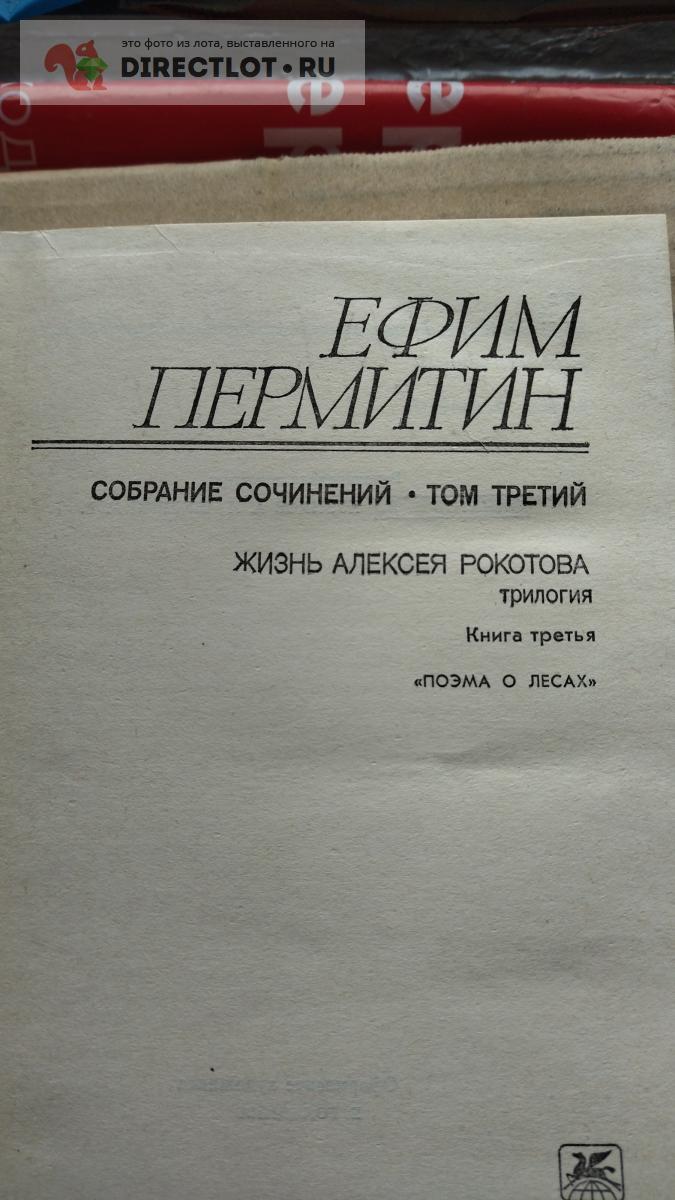 это фото из лота, выставленного на
DIRECTLOT.RU
ЕФИМ
ПЕРМИТИН
СОБРАНИЕ СОЧИНЕНИЙ • ТОМ ТРЕТИЙ
ЖИЗНЬ АЛЕКСЕЯ РОКОТОВА
трилогия
Книга третья
«ПОЭМА О ЛЕСАХ»